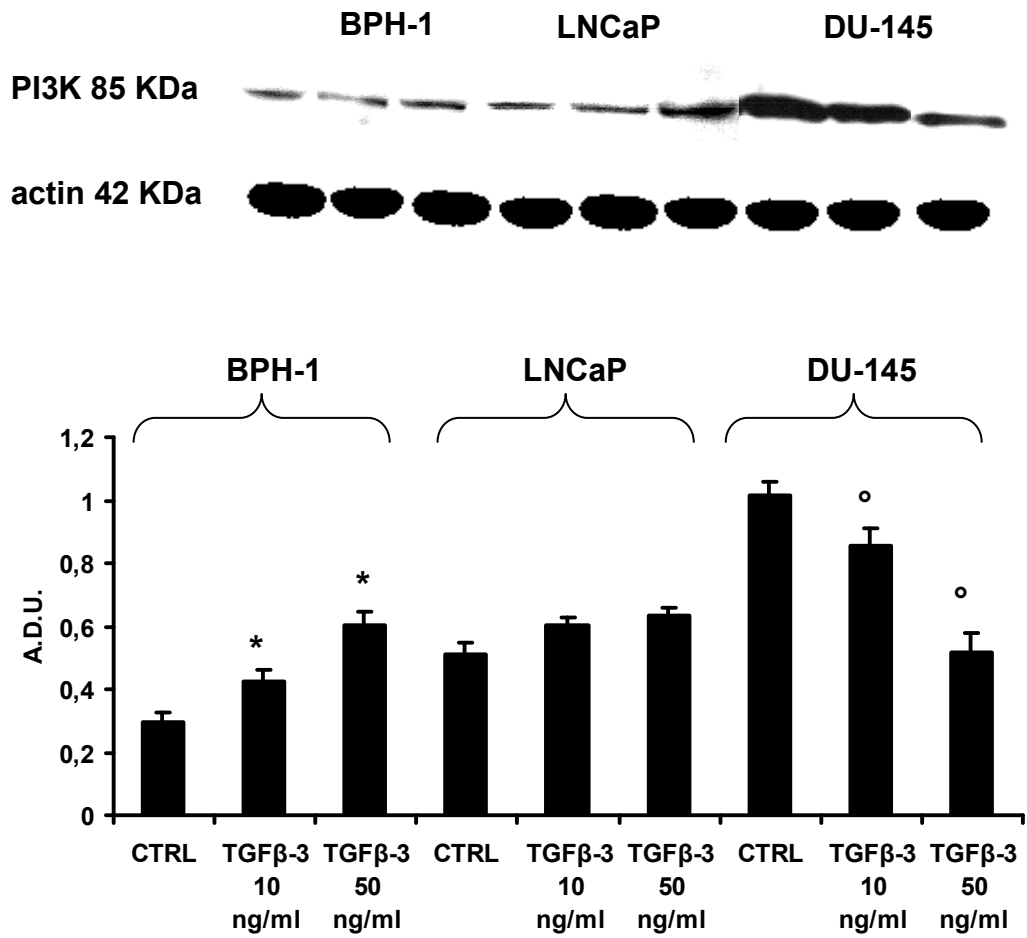 BPH-1 LNCaP DU-145
PI3K 85 KDa
actin 42 KDa
BPH-1 LNCaP DU-145
A.D.U.
1,2
1
0,8
0,6
0,4
0,2
0
* * ° °
CTRL TGFβ-3 TGFβ-3 CTRL TGFβ-3 TGFβ-3 CTRL TGFβ-3 TGFβ-3
10 50 10 50 10 50
ng/ml ng/ml ng/ml ng/ml ng/ml ng/ml